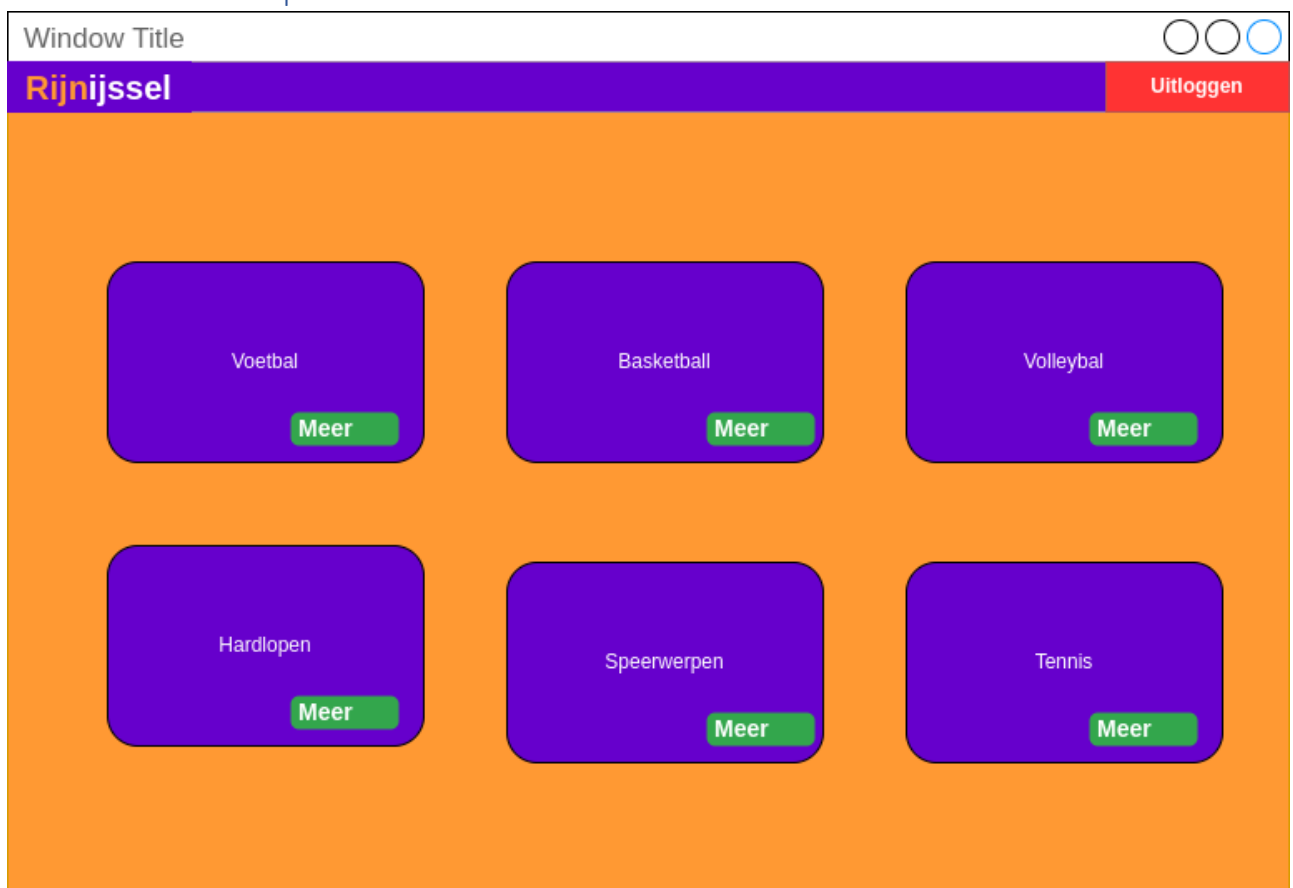 Window Title
Rijnijssel
Uitloggen
Voetbal
Meer
Basketball
Meer
Volleybal
Meer
Hardlopen
Meer
Speerwerpen
Meer
Tennis
Meer